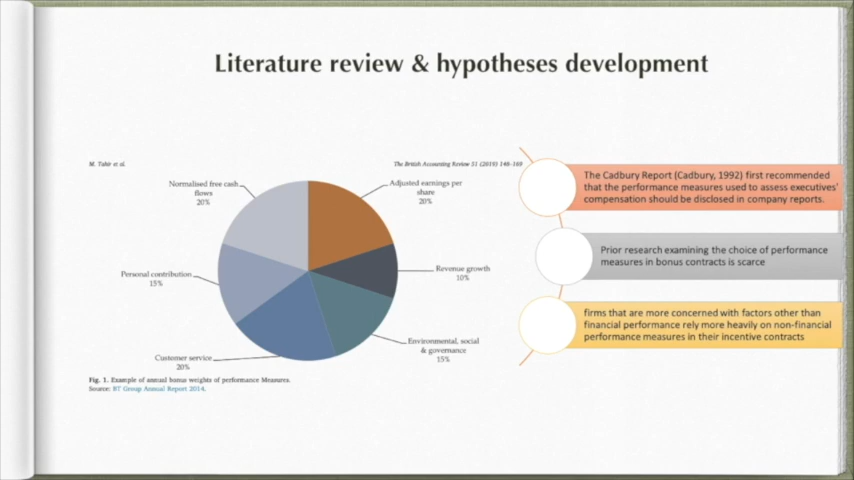 Literature review & hypotheses development
M. Tahir et al.
The British Accounting Review 51 (2019) 149–169
Normalised free cash
flows
20%
Adjusted earnings per
share
20%
Personal contribution
15%
Revenue growth
10%
Environmental, social
& governance
15%
Customer service
20%
Fig. 1. Example of annual bonus weights of performance Measures.
Source: BT Group Annual Report 2014.
The Cadbury Report (Cadbury, 1992) first recommended
that the performance measures used to assess executives'
compensation should be disclosed in company reports.
Prior research examining the choice of performance
measures in bonus contracts is scarce
firms that are more concerned with factors other than
financial performance rely more heavily on non-financial
performance measures in their incentive contracts